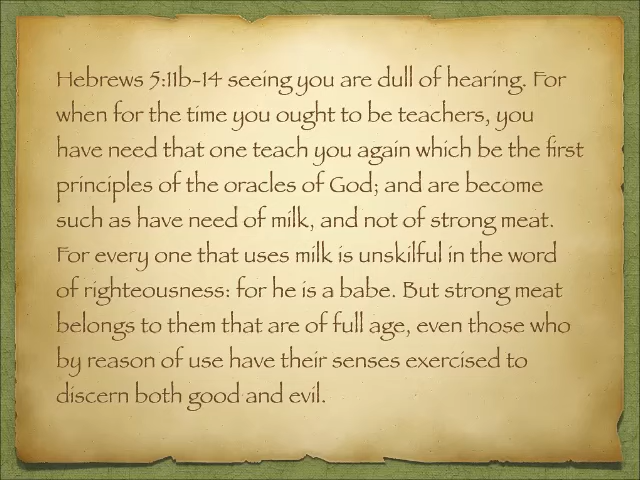 Hebrews 5:11b-14 seeing you are dull of hearing. For
when for the time you ought to be teachers, you
have need that one teach you again which be the first
principles of the oracles of God; and are become
such as have need of milk, and not of strong meat.
For every one that uses milk is unskilful in the word
of righteousness: for he is a babe. But strong meat
belongs to them that are of full age, even those who
by reason of use have their senses exercised to
discern both good and evil.